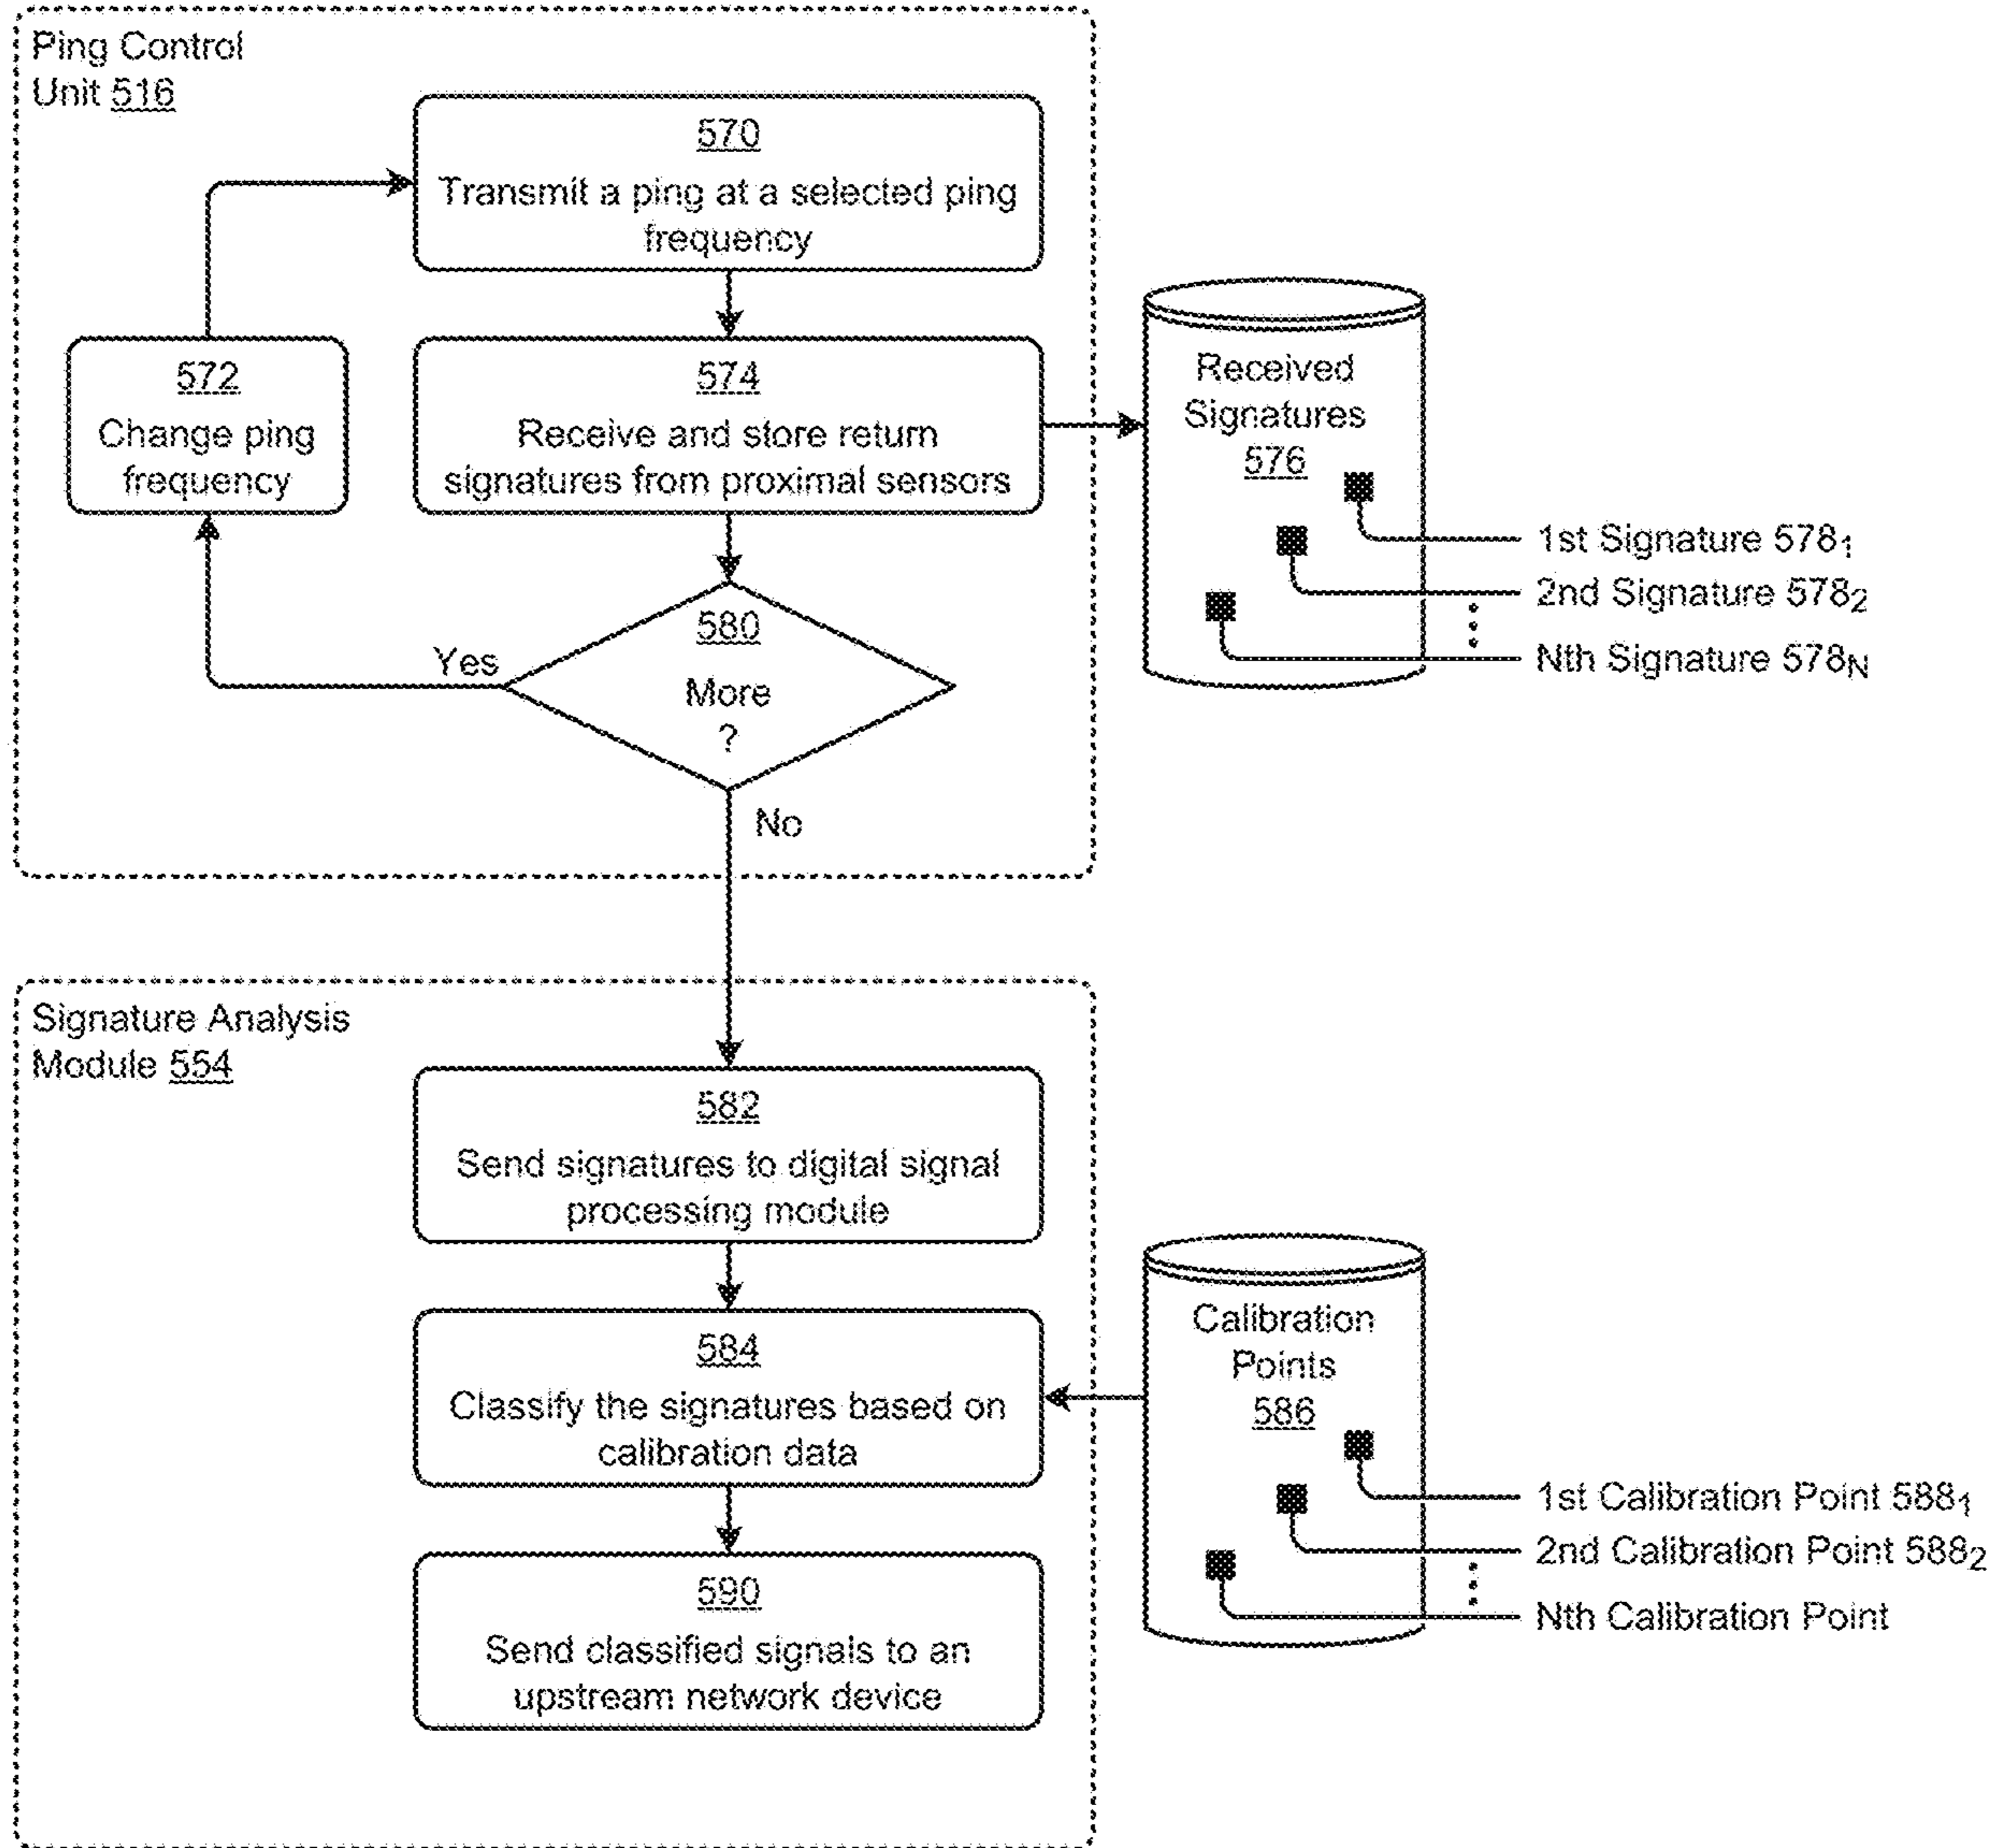 Ping Control
Unit 516
570
Transmit a ping at a selected ping
frequency
572
Change ping
frequency
574
Receive and store return
signatures from proximal sensors
Received
Signatures
576
1st Signature 578₁
2nd Signature 578₂
Nth Signature 578N
580
More
?
Yes
No
Signature Analysis
Module 554
582
Send signatures to digital signal
processing module
584
Classify the signatures based on
calibration data
Calibration
Points
586
1st Calibration Point 588₁
2nd Calibration Point 588₂
Nth Calibration Point
590
Send classified signals to an
upstream network device